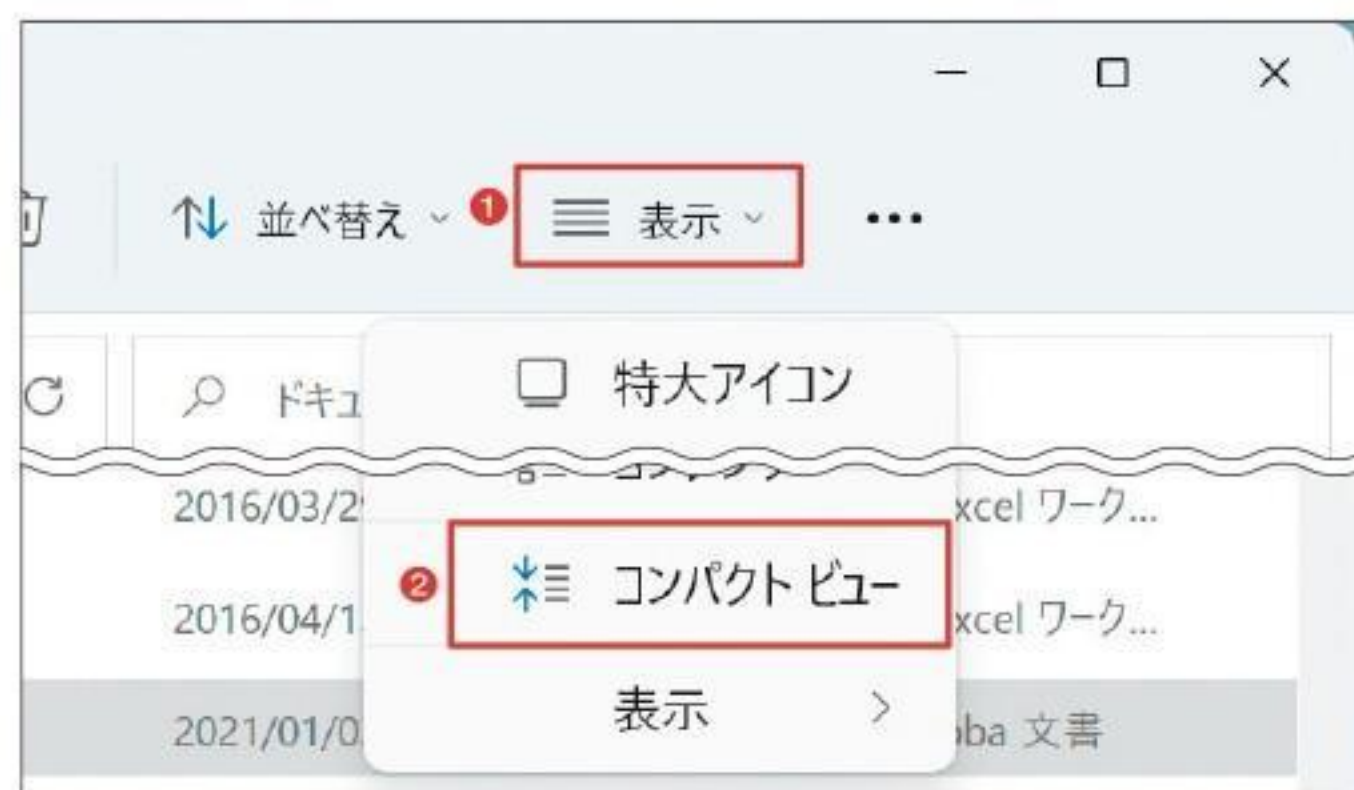 並べ替え
1
表示
特大アイコン
ドキュ
2016/03/2
xcel ワーク...
2
コンパクト ビュー
2016/04/1
xcel ワーク...
表示
2021/01/0
oba 文書